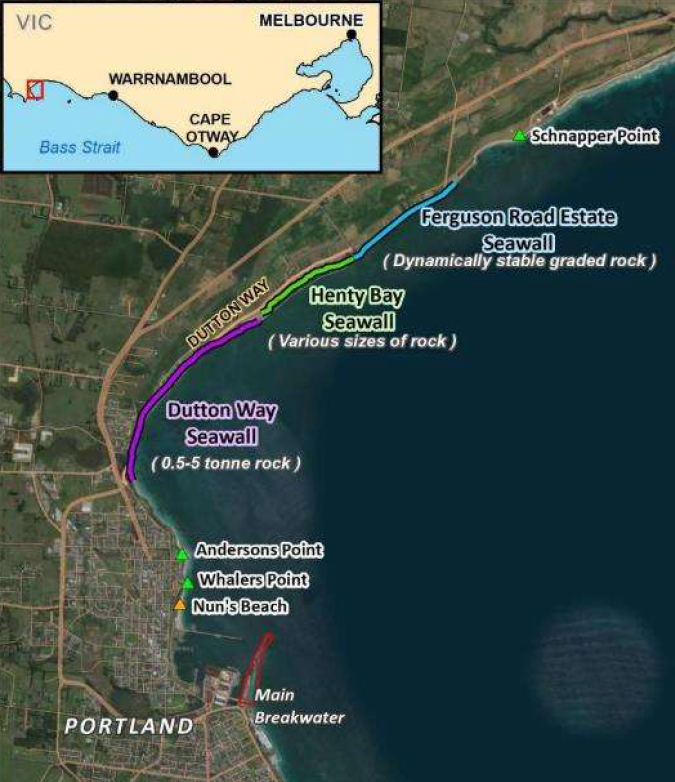 VIC
MELBOURNE
WARRNAMBOOL
CAPE
OTWAY
Bass Strait
Schnapper Point
Ferguson Road Estate
Seawall
( Dynamically stable graded rock )
DUTTON WAY
Henty Bay
Seawall
( Various sizes of rock )
Dutton Way
Seawall
( 0.5-5 tonne rock )
Andersons Point
Whalers Point
Nun's Beach
Main
Breakwater
PORTLAND